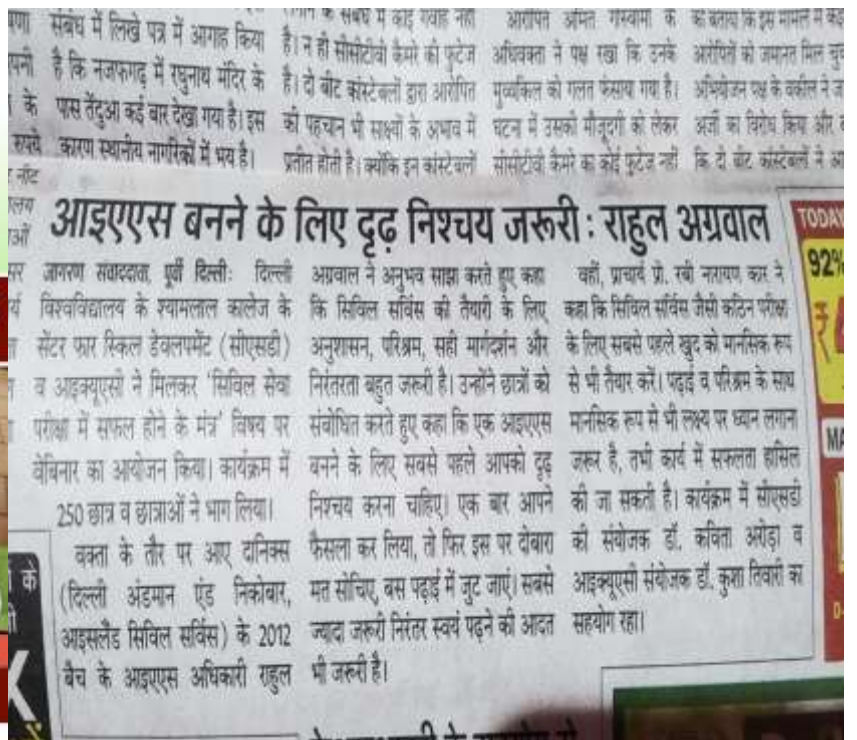 संबंध में लिखे पत्र में आगाह किया
है कि नजफगढ़ में रघुनाथ मंदिर के
पास तेंदुआ कई बार देखा गया है। इस
कारण स्थानीय नागरिकों में भय है।
के संबंध में कोई गवाह नहीं
है। न ही सीसीटीवी कैमरे की फुटेज
है। दो बीट कांस्टेबलों द्वारा आरोपित
की पहचान भी साक्ष्यों के अभाव में
प्रतीत होती है। क्योंकि इन कांस्टेबलों
आरोपित अमित गोस्वामी के
अधिवक्ता ने पक्ष रखा कि उनके
मुव्वकिल को गलत फंसाया गया है।
घटना में उसकी मौजूदगी को लेकर
सीसीटीवी कैमरे का कोई फुटेज नहीं
को बताया कि इस मामले में कई
आरोपितों को जमानत मिल
अभियोजन पक्ष के वकील ने
अर्जी का विरोध किया और
कि दो बीट कांस्टेबलों ने
आइएएस बनने के लिए दृढ़ निश्चय जरूरी : राहुल अग्रवाल
जागरण संवाददाता, पूर्वी दिल्ली: दिल्ली
विश्वविद्यालय के श्यामलाल कालेज के
सेंटर फार स्किल डेवलपमेंट (सीएसडी)
व आइक्यूएसी ने मिलकर 'सिविल सेवा
परीक्षा में सफल होने के मंत्र' विषय पर
वेबिनार का आयोजन किया। कार्यक्रम में
250 छात्र व छात्राओं ने भाग लिया।
वक्ता के तौर पर आए दानिक्स
(दिल्ली अंडमान एंड निकोबार,
आइसलैंड सिविल सर्विस) के 2012
बैच के आइएएस अधिकारी राहुल
अग्रवाल ने अनुभव साझा करते हुए कहा
कि सिविल सर्विस की तैयारी के लिए
अनुशासन, परिश्रम, सही मार्गदर्शन और
निरंतरता बहुत जरूरी है। उन्होंने छात्रों को
संबोधित करते हुए कहा कि एक आइएएस
बनने के लिए सबसे पहले आपको दृढ़
निश्चय करना चाहिए। एक बार आपने
फैसला कर लिया, तो फिर इस पर दोबारा
मत सोचिए, बस पढ़ाई में जुट जाएं। सबसे
ज्यादा जरूरी निरंतर स्वयं पढ़ने की आदत
भी जरूरी है।
वहीं, प्राचार्य प्रो. रबी नारायण कार ने
कहा कि सिविल सर्विस जैसी कठिन परीक्षा
के लिए सबसे पहले खुद को मानसिक रूप
से भी तैयार करें। पढ़ाई व परिश्रम के साथ
मानसिक रूप से भी लक्ष्य पर ध्यान लगाना
जरूर है, तभी कार्य में सफलता हासिल
की जा सकती है। कार्यक्रम में सीएसडी
की संयोजक डॉ. कविता अरोड़ा व
आइक्यूएसी संयोजक डॉ. कुशा तिवारी का
सहयोग रहा।
TODAY
92%